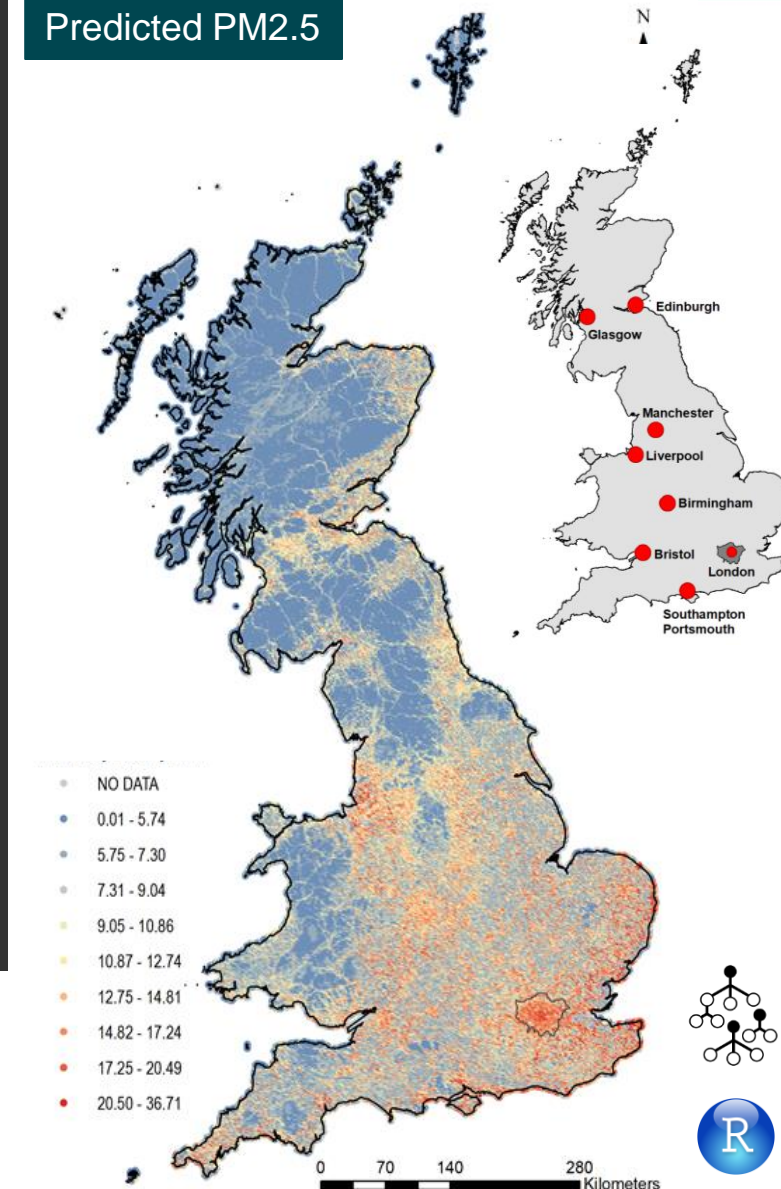 Predicted PM2.5
N
Edinburgh
Glasgow
Manchester
Liverpool
Birmingham
Bristol
London
Southampton
Portsmouth
NO DATA
0.01 - 5.74
5.75 - 7.30
7.31 - 9.04
9.05 - 10.86
10.87 - 12.74
12.75 - 14.81
14.82 - 17.24
17.25 - 20.49
20.50 - 36.71
0 70 140 280
Kilometers
R